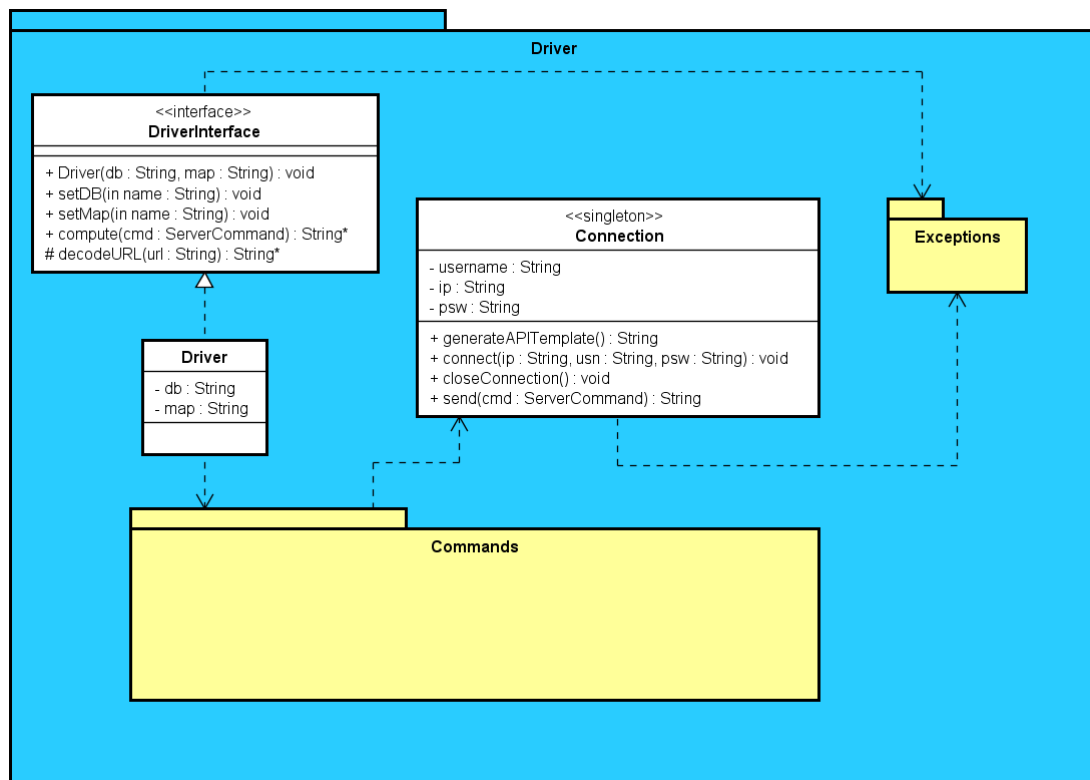 Driver
<<interface>>
DriverInterface
+ Driver(db : String, map : String) : void
+ setDB(in name : String) : void
+ setMap(in name : String) : void
+ compute(cmd : ServerCommand) : String*
# decodeURL(url : String) : String*
<<singleton>>
Connection
- username : String
- ip : String
- psw : String
+ generateAPITemplate() : String
+ connect(ip : String, usn : String, psw : String) : void
+ closeConnection() : void
+ send(cmd : ServerCommand) : String
Exceptions
Driver
- db : String
- map : String
Commands